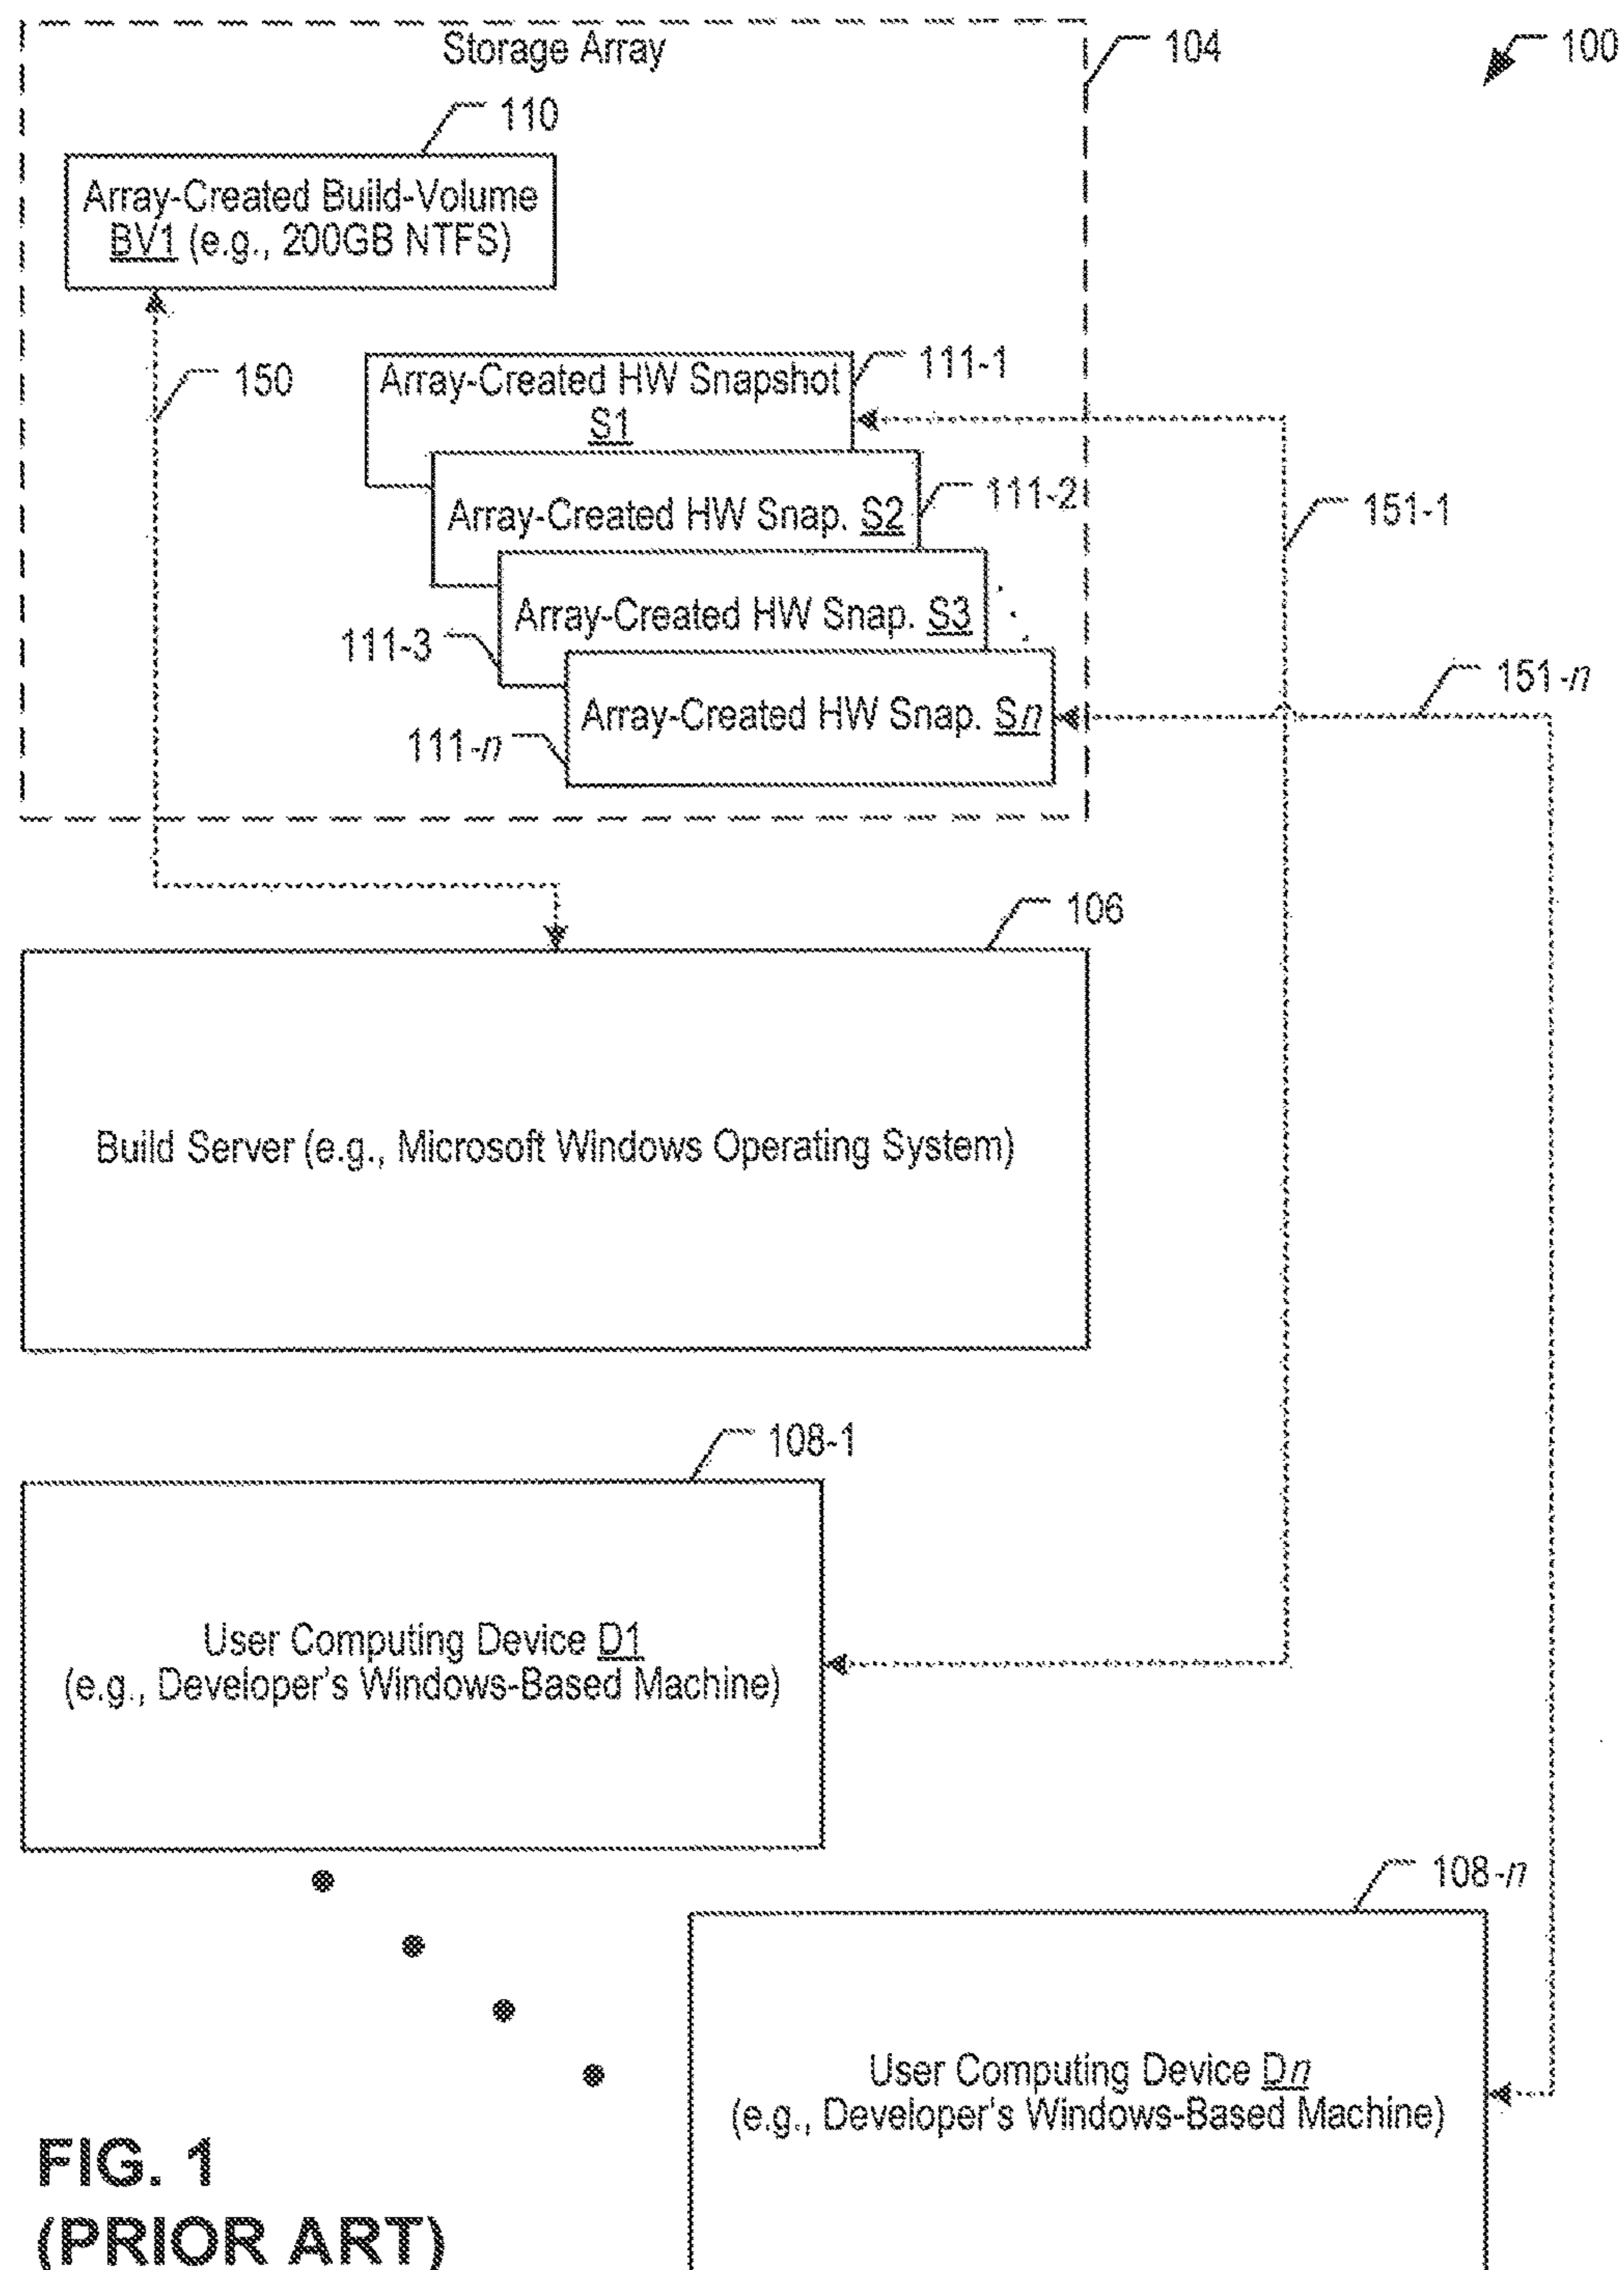 Storage Array
104
100
110
Array-Created Build-Volume
BV1 (e.g., 200GB NTFS)
150
111-1
Array-Created HW Snapshot
S1
111-2
Array-Created HW Snap. S2
151-1
Array-Created HW Snap. S3
111-3
151-n
Array-Created HW Snap. Sn
111-n
106
Build Server (e.g., Microsoft Windows Operating System)
108-1
User Computing Device D1
(e.g., Developer's Windows-Based Machine)
108-n
User Computing Device Dn
(e.g., Developer's Windows-Based Machine)
FIG. 1
(PRIOR ART)